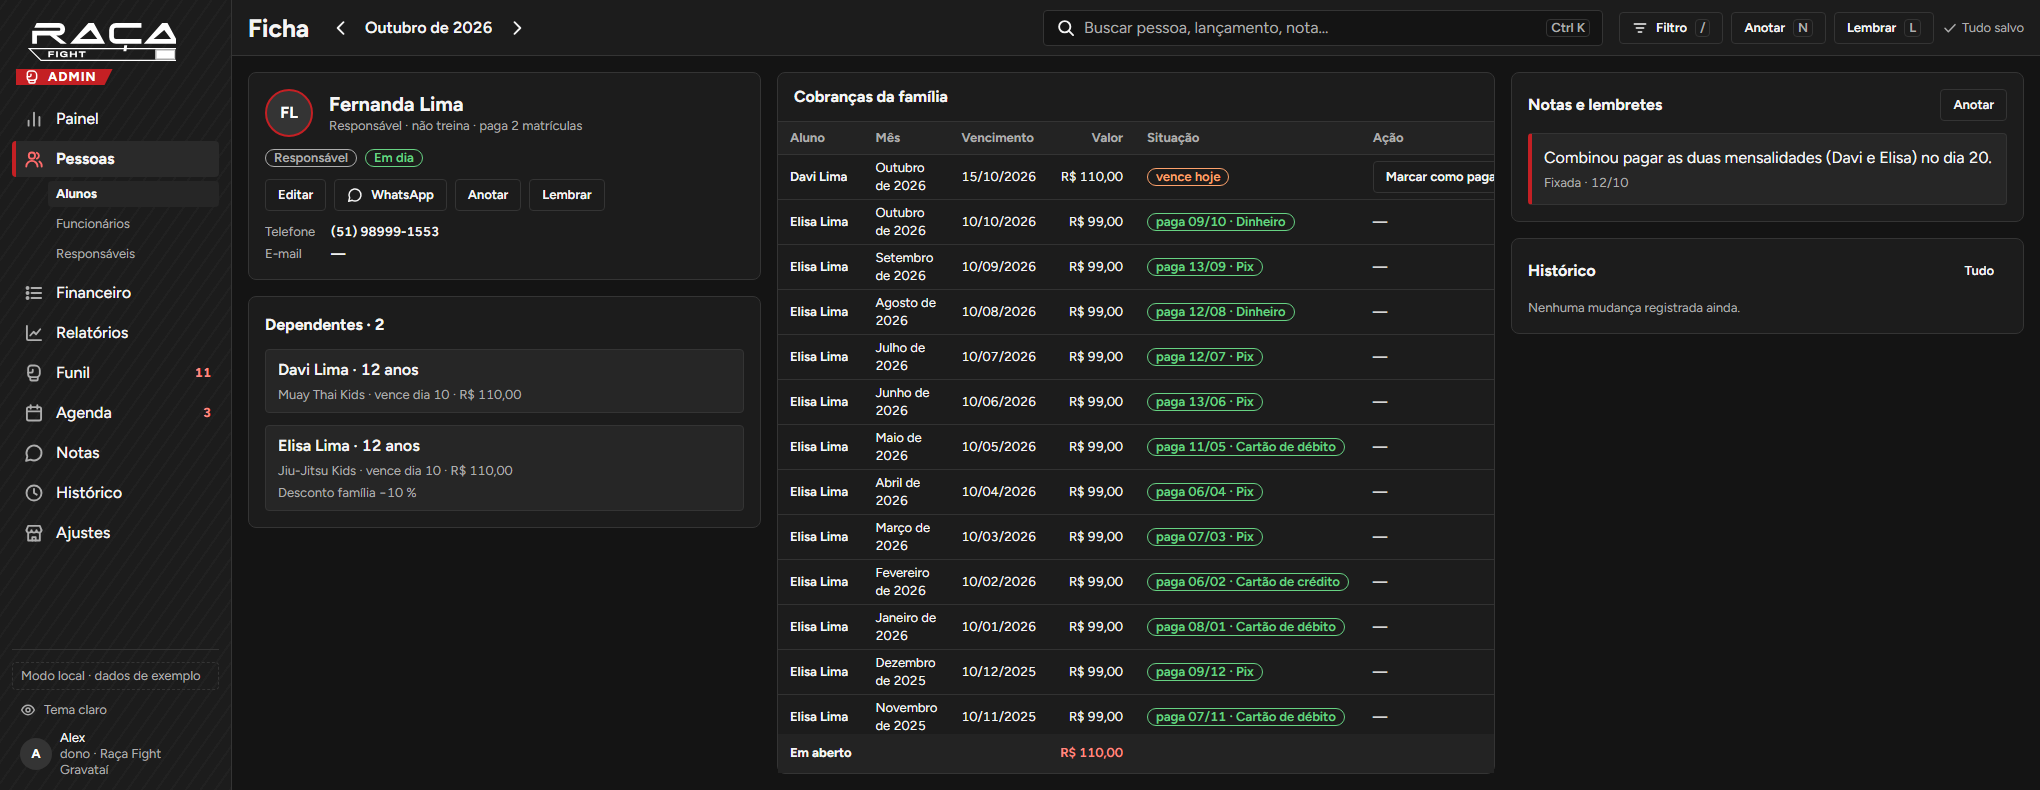 RAÇA
FIGHT
ADMIN
Painel
Pessoas
Alunos
Funcionários
Responsáveis
Financeiro
Relatórios
Funil 11
Agenda 3
Notas
Histórico
Ajustes
Modo local · dados de exemplo
Tema claro
A
Alex
dono · Raça Fight
Gravataí
Ficha
Outubro de 2026
Buscar pessoa, lançamento, nota... Ctrl K
Filtro /
Anotar N
Lembrar L
Tudo salvo
FL
Fernanda Lima
Responsável · não treina · paga 2 matrículas
Responsável Em dia
Editar WhatsApp Anotar Lembrar
Telefone (51) 98999-1553
E-mail —
Dependentes · 2
Davi Lima · 12 anos
Muay Thai Kids · vence dia 10 · R$ 110,00
Elisa Lima · 12 anos
Jiu-Jitsu Kids · vence dia 10 · R$ 110,00
Desconto família −10 %
Cobranças da família
Aluno Mês Vencimento Valor Situação Ação
Davi Lima Outubro de 2026 15/10/2026 R$ 110,00 vence hoje Marcar como paga
Elisa Lima Outubro de 2026 10/10/2026 R$ 99,00 paga 09/10 · Dinheiro —
Elisa Lima Setembro de 2026 10/09/2026 R$ 99,00 paga 13/09 · Pix —
Elisa Lima Agosto de 2026 10/08/2026 R$ 99,00 paga 12/08 · Dinheiro —
Elisa Lima Julho de 2026 10/07/2026 R$ 99,00 paga 12/07 · Pix —
Elisa Lima Junho de 2026 10/06/2026 R$ 99,00 paga 13/06 · Pix —
Elisa Lima Maio de 2026 10/05/2026 R$ 99,00 paga 11/05 · Cartão de débito —
Elisa Lima Abril de 2026 10/04/2026 R$ 99,00 paga 06/04 · Pix —
Elisa Lima Março de 2026 10/03/2026 R$ 99,00 paga 07/03 · Pix —
Elisa Lima Fevereiro de 2026 10/02/2026 R$ 99,00 paga 06/02 · Cartão de crédito —
Elisa Lima Janeiro de 2026 10/01/2026 R$ 99,00 paga 08/01 · Cartão de débito —
Elisa Lima Dezembro de 2025 10/12/2025 R$ 99,00 paga 09/12 · Pix —
Elisa Lima Novembro de 2025 10/11/2025 R$ 99,00 paga 07/11 · Cartão de débito —
Em aberto R$ 110,00
Notas e lembretes Anotar
Combinou pagar as duas mensalidades (Davi e Elisa) no dia 20.
Fixada · 12/10
Histórico Tudo
Nenhuma mudança registrada ainda.